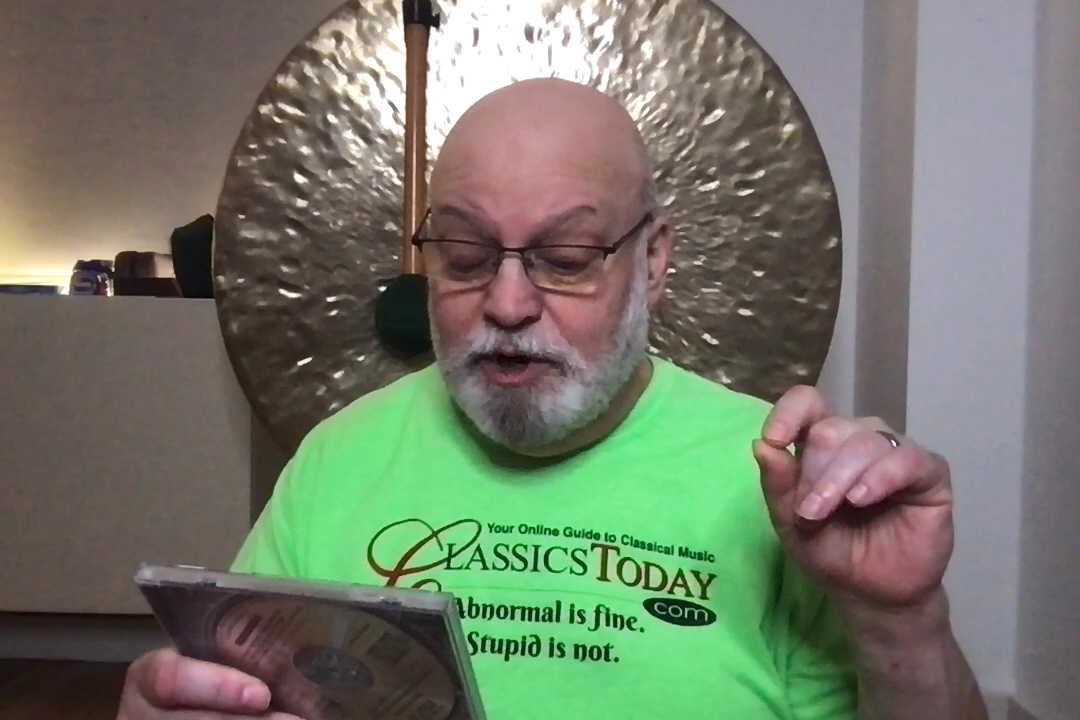 Your Online Guide to Classical Music
CLASSICSTODAY
com
Abnormal is fine.
Stupid is not.